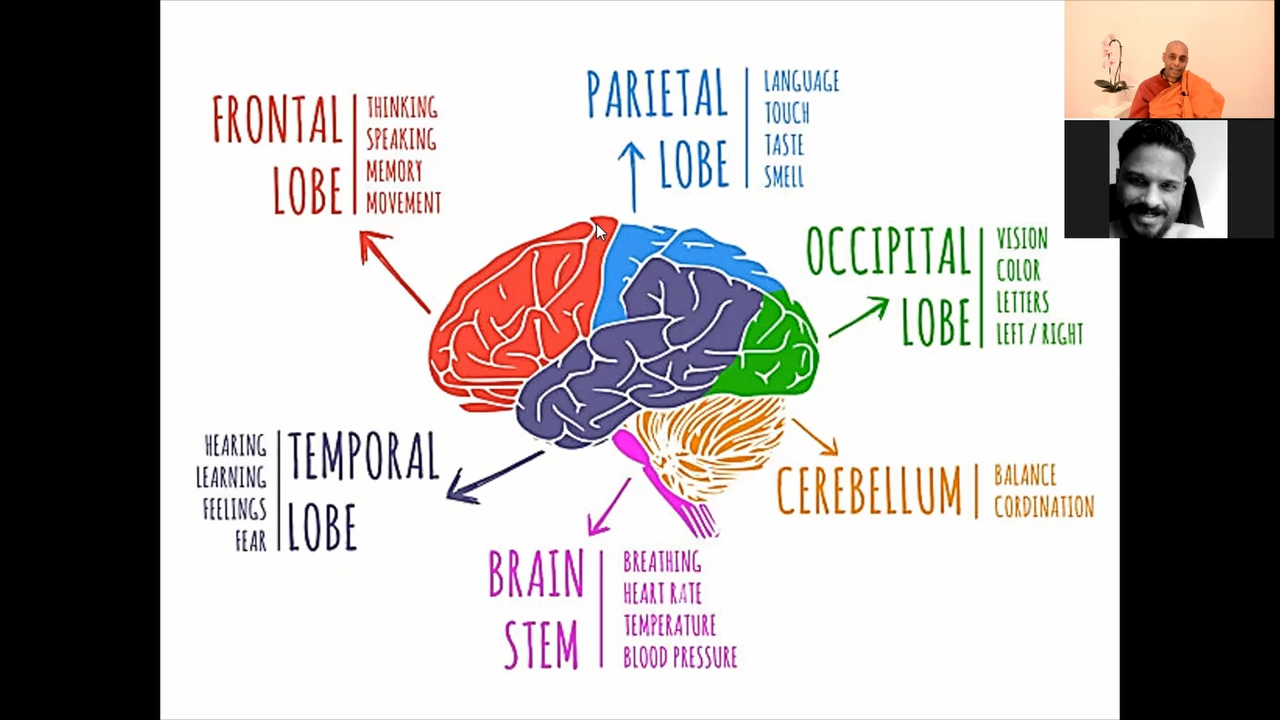 FRONTAL
LOBE
THINKING
SPEAKING
MEMORY
MOVEMENT
PARIETAL
LOBE
LANGUAGE
TOUCH
TASTE
SMELL
OCCIPITAL
LOBE
VISION
COLOR
LETTERS
LEFT / RIGHT
HEARING
LEARNING
FEELINGS
FEAR
TEMPORAL
LOBE
CEREBELLUM
BALANCE
CORDINATION
BRAIN
STEM
BREATHING
HEART RATE
TEMPERATURE
BLOOD PRESSURE